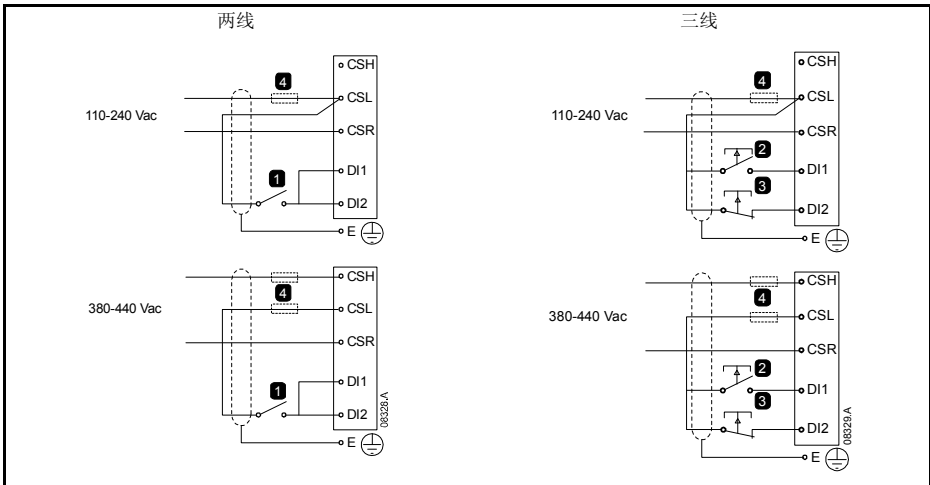 两线
三线
CSH
4
CSL
110-240 Vac
CSR
DI1
1
DI2
E
CSH
4
CSL
110-240 Vac
CSR
2
DI1
3
DI2
E
CSH
4
CSL
380-440 Vac
CSR
DI1
1
DI2
E
08328.A
CSH
4
CSL
380-440 Vac
CSR
2
DI1
3
DI2
E
08329.A